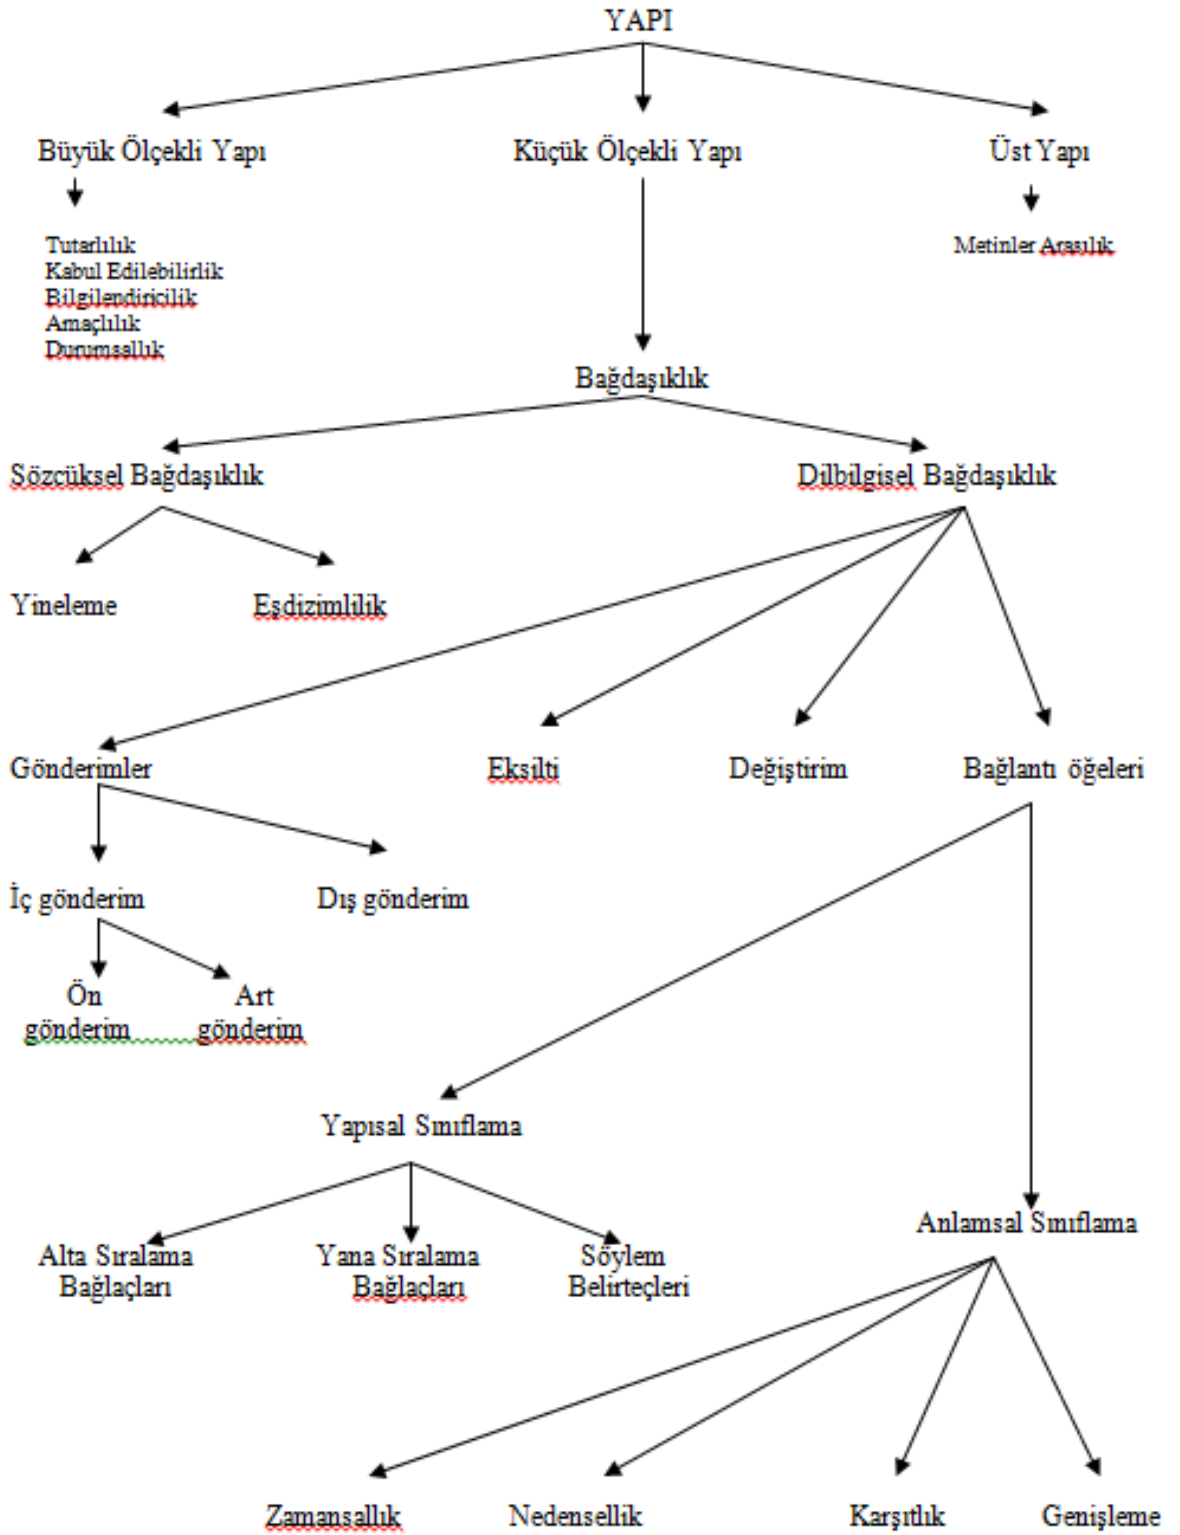 YAPI
Büyük Ölçekli Yapı
Küçük Ölçekli Yapı
Üst Yapı
Tutarlılık
Kabul Edilebilirlik
Bilgilendiricilik
Amaçlılık
Durumsallık
Metinler Arasılık
Bağdaşıklık
Sözcüksel Bağdaşıklık
Dilbilgisel Bağdaşıklık
Yineleme
Eşdizimlilik
Gönderimler
Eksilti
Değiştirim
Bağlantı öğeleri
İç gönderim
Dış gönderim
Ön
gönderim
Art
gönderim
Yapısal Sınıflama
Anlamsal Sınıflama
Alta Sıralama
Bağlaçları
Yana Sıralama
Bağlaçları
Söylem
Belirteçleri
Zamansallık
Nedensellik
Karşıtlık
Genişleme